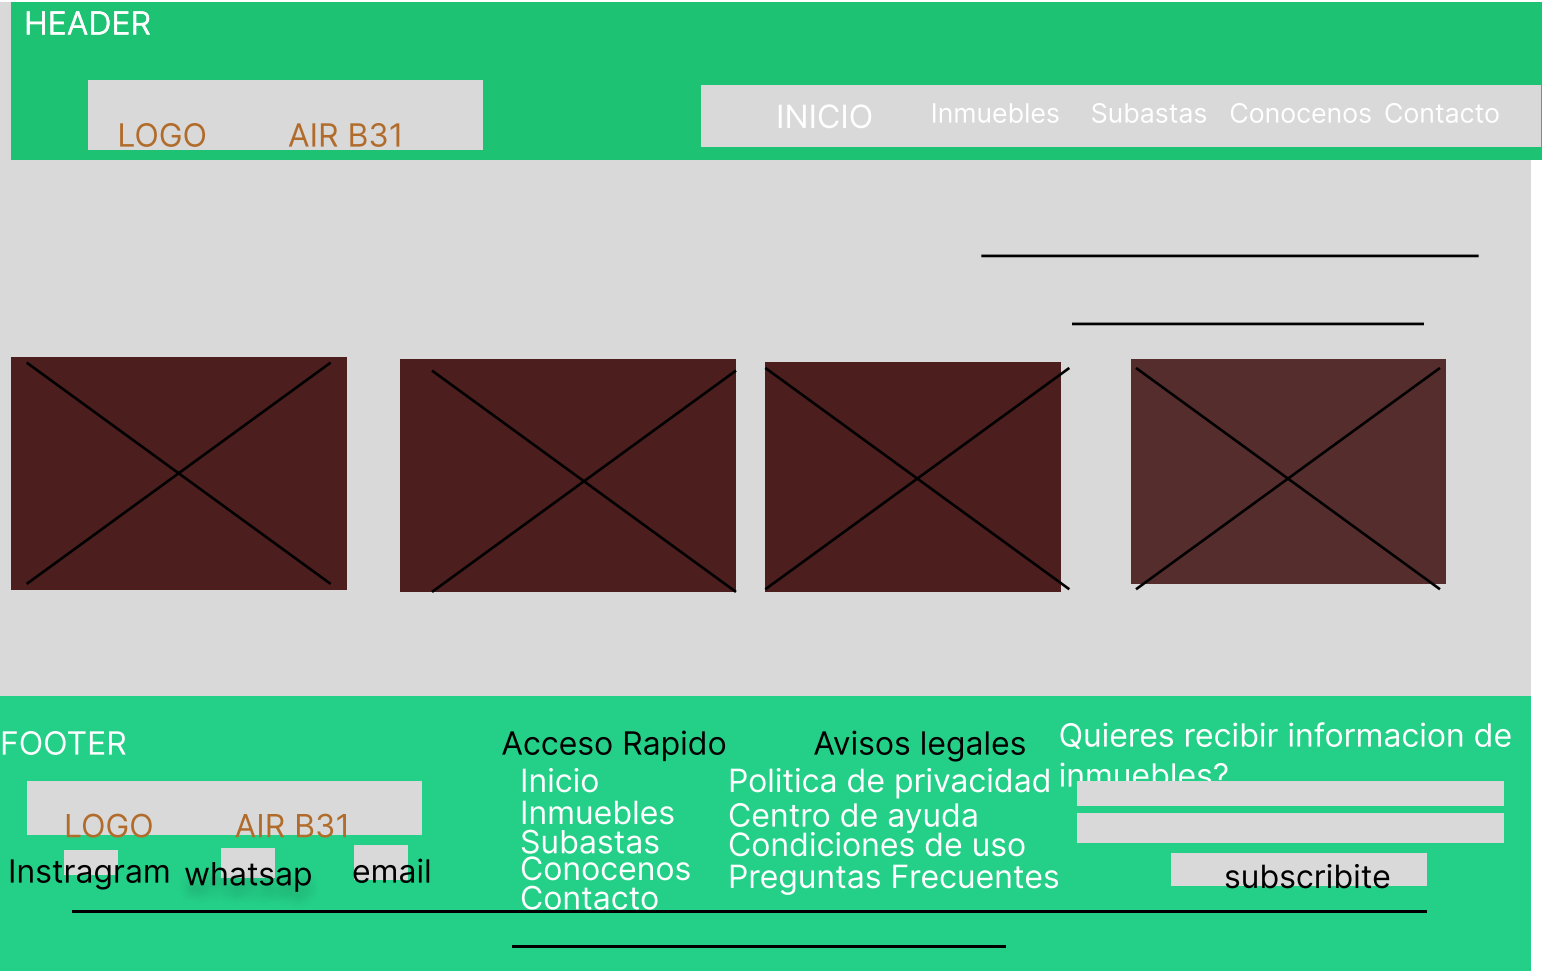 HEADER
LOGO AIR B31
INICIO Inmuebles Subastas Conocenos Contacto
FOOTER
LOGO AIR B31
Instragram whatsap email
Acceso Rapido
Inicio
Inmuebles
Subastas
Conocenos
Contacto
Avisos legales
Politica de privacidad
Centro de ayuda
Condiciones de uso
Preguntas Frecuentes
Quieres recibir informacion de
inmuebles?
subscribite